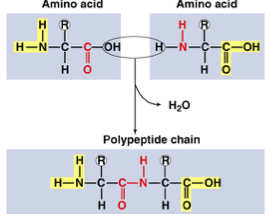 Amino acid Amino acid
H R H R
H–N–C–C–OH H–N–C–C–OH
H O H O
H₂O
Polypeptide chain
H R H R
H–N–C–C–N–C–C–OH
H O H O